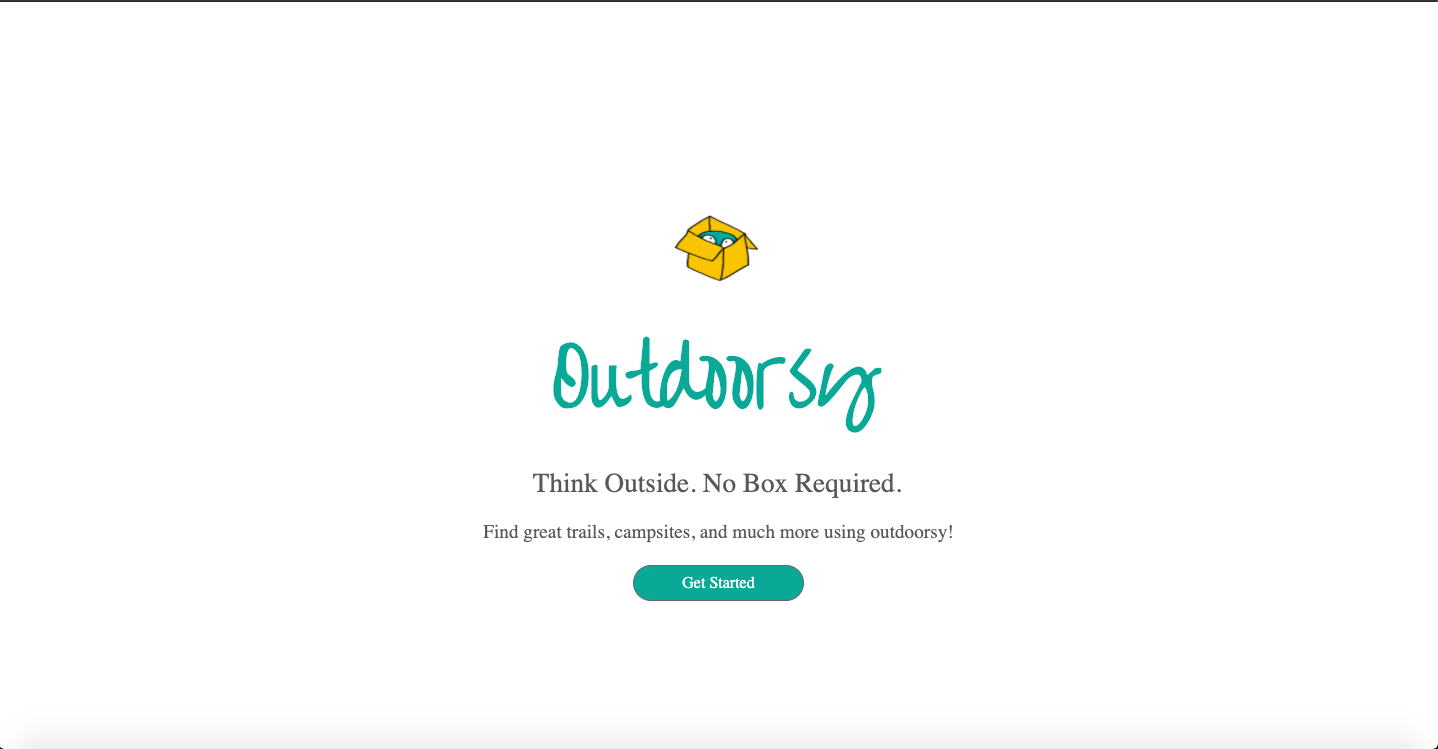 Outdoorsy
Think Outside. No Box Required.
Find great trails, campsites, and much more using outdoorsy!
Get Started